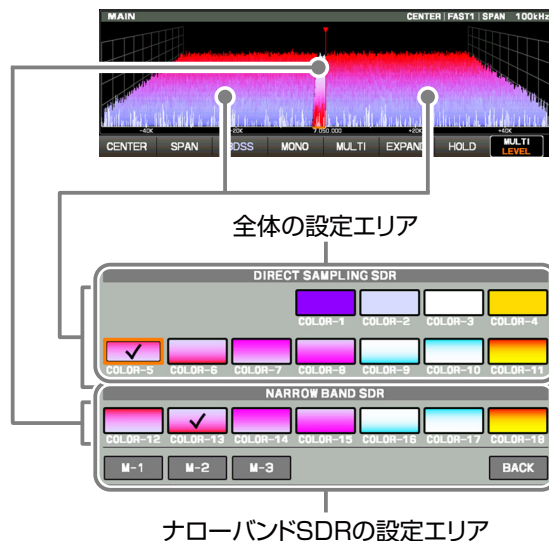 MAIN CENTER FAST1 SPAN 100kHz
-40K -20K 7.050.000 +20K +40K
CENTER SPAN 3DSS MONO MULTI EXPAND HOLD MULTI LEVEL
全体の設定エリア
DIRECT SAMPLING SDR
COLOR-1 COLOR-2 COLOR-3 COLOR-4
COLOR-5 COLOR-6 COLOR-7 COLOR-8 COLOR-9 COLOR-10 COLOR-11
NARROW BAND SDR
COLOR-12 COLOR-13 COLOR-14 COLOR-15 COLOR-16 COLOR-17 COLOR-18
M-1 M-2 M-3 BACK
ナローバンドSDRの設定エリア